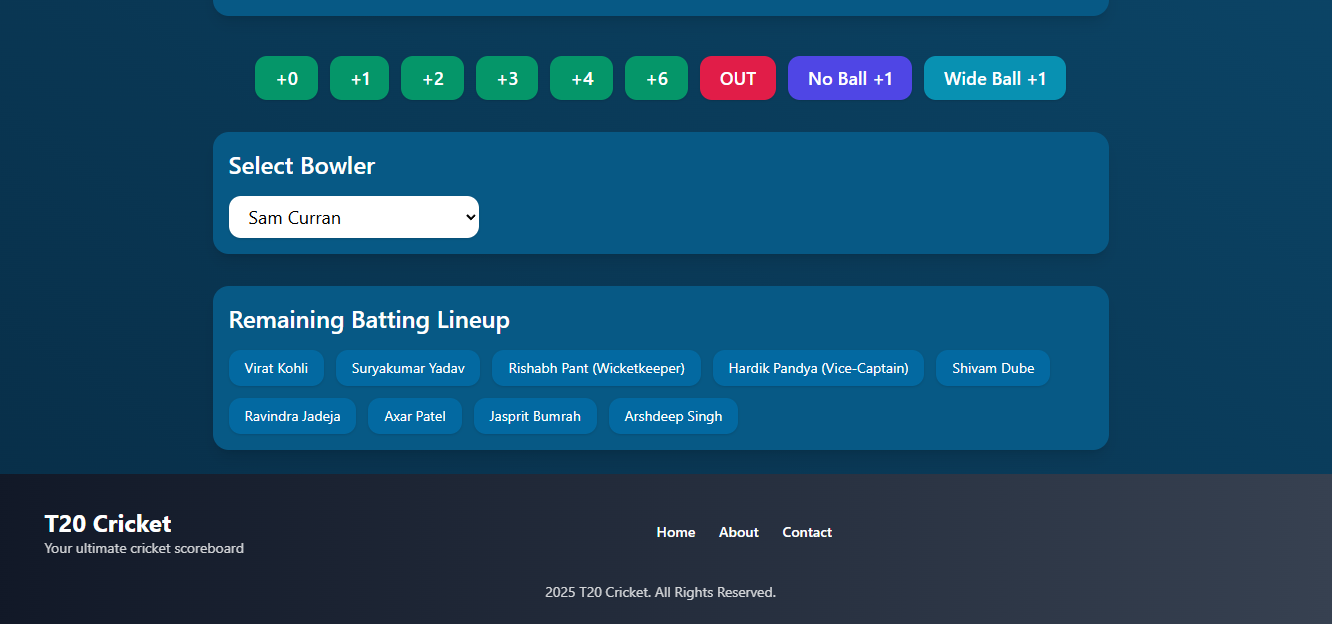 +0 +1 +2 +3 +4 +6 OUT No Ball +1 Wide Ball +1
Select Bowler
Sam Curran
Remaining Batting Lineup
Virat Kohli Suryakumar Yadav Rishabh Pant (Wicketkeeper) Hardik Pandya (Vice-Captain) Shivam Dube
Ravindra Jadeja Axar Patel Jasprit Bumrah Arshdeep Singh
T20 Cricket
Your ultimate cricket scoreboard
Home About Contact
2025 T20 Cricket. All Rights Reserved.